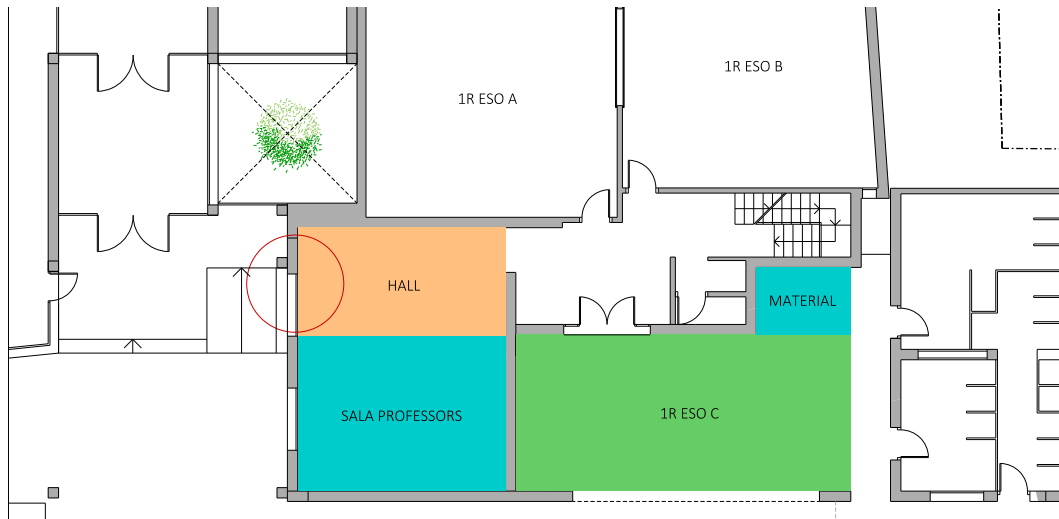 1R ESO B
1R ESO A
HALL
MATERIAL
SALA PROFESSORS
1R ESO C